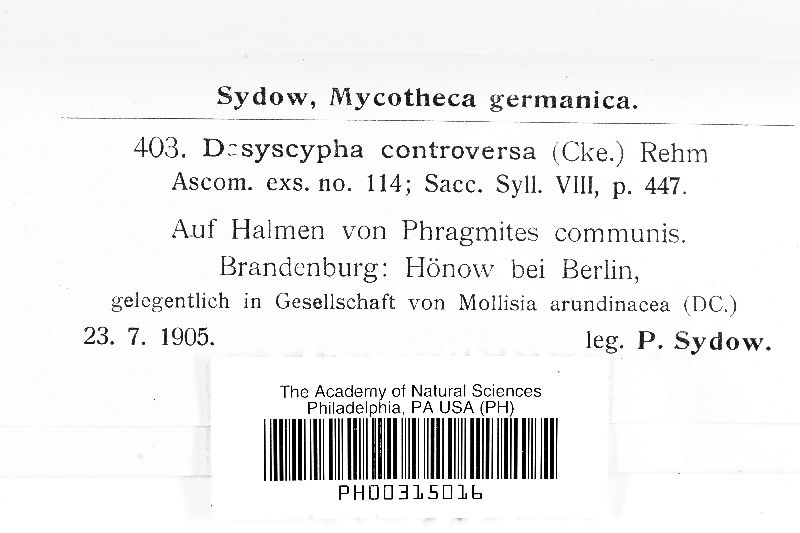 Sydow, Mycotheca germanica.
403. Dasyscypha controversa (Cke.) Rehm
Ascom. exs. no. 114; Sacc. Syll. VIII, p. 447.
Auf Halmen von Phragmites communis.
Brandenburg: Hönow bei Berlin,
gelegentlich in Gesellschaft von Mollisia arundinacea (DC.)
23. 7. 1905. leg. P. Sydow.
The Academy of Natural Sciences
Philadelphia, PA USA (PH)
PH00315016